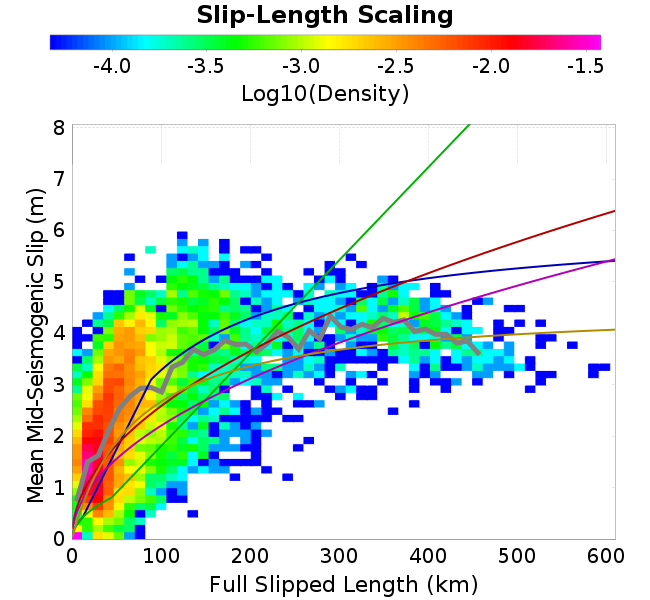 Slip-Length Scaling
-4.0 -3.5 -3.0 -2.5 -2.0 -1.5
Log10(Density)
8
7
6
5
4
3
2
1
0
Mean Mid-Seismogenic Slip (m)
0 100 200 300 400 500 600
Full Slipped Length (km)